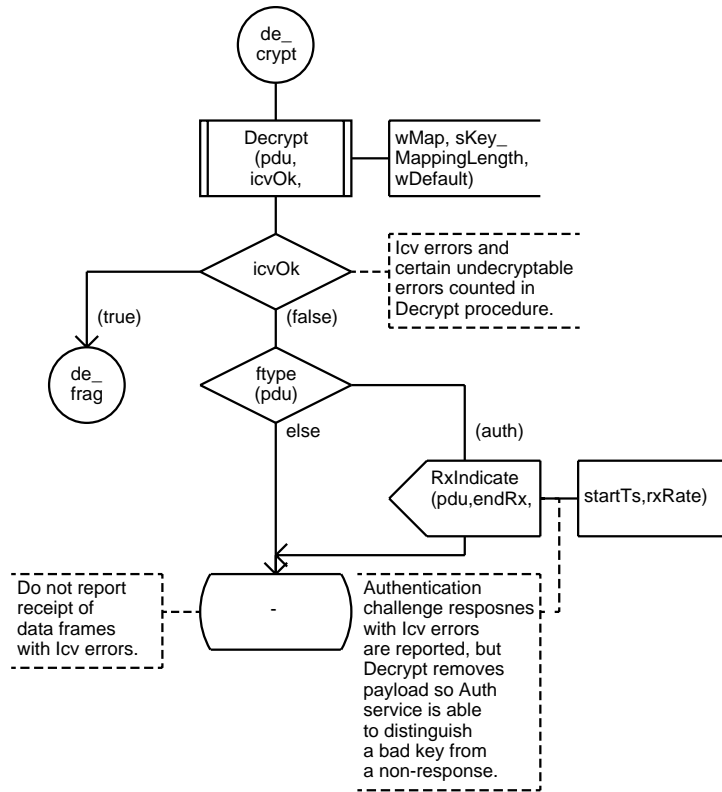 de_
crypt
Decrypt
(pdu,
icvOk,
wMap, sKey_
MappingLength,
wDefault)
icvOk
Icv errors and
certain undecryptable
errors counted in
Decrypt procedure.
(true)
(false)
de_
frag
ftype
(pdu)
else
(auth)
RxIndicate
(pdu,endRx,
startTs,rxRate)
Do not report
receipt of
data frames
with Icv errors.
-
Authentication
challenge resposnes
with Icv errors
are reported, but
Decrypt removes
payload so Auth
service is able
to distinguish
a bad key from
a non-response.